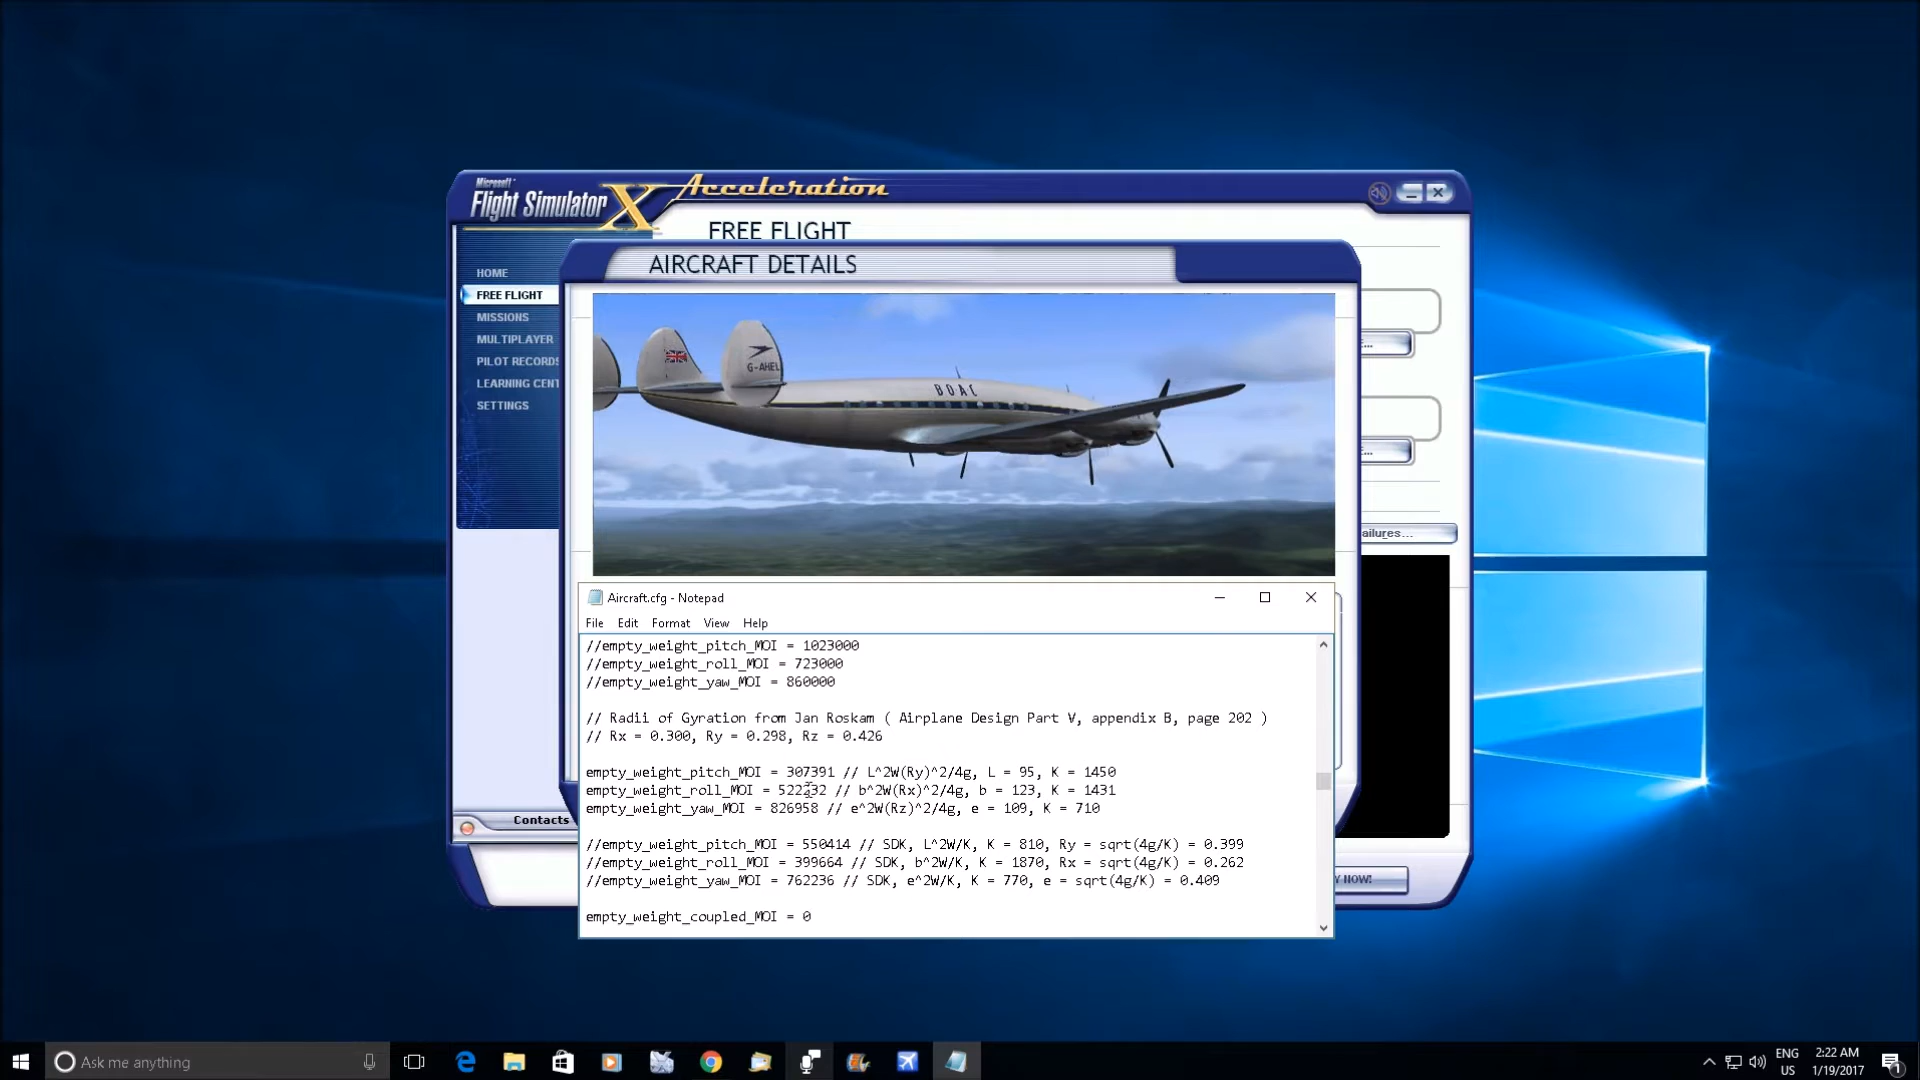 Microsoft
Flight Simulator X
Acceleration
FREE FLIGHT
AIRCRAFT DETAILS
HOME
FREE FLIGHT
MISSIONS
MULTIPLAYER
PILOT RECORDS
LEARNING CENT
SETTINGS
G-AHEL
BOAC
E...
E...
ailures...
Contacts
Y NOW!
Aircraft.cfg - Notepad
File Edit Format View Help
//empty_weight_pitch_MOI = 1023000
//empty_weight_roll_MOI = 723000
//empty_weight_yaw_MOI = 860000
// Radii of Gyration from Jan Roskam ( Airplane Design Part V, appendix B, page 202 )
// Rx = 0.300, Ry = 0.298, Rz = 0.426
empty_weight_pitch_MOI = 307391 // L^2W(Ry)^2/4g, L = 95, K = 1450
empty_weight_roll_MOI = 522232 // b^2W(Rx)^2/4g, b = 123, K = 1431
empty_weight_yaw_MOI = 826958 // e^2W(Rz)^2/4g, e = 109, K = 710
//empty_weight_pitch_MOI = 550414 // SDK, L^2W/K, K = 810, Ry = sqrt(4g/K) = 0.399
//empty_weight_roll_MOI = 399664 // SDK, b^2W/K, K = 1870, Rx = sqrt(4g/K) = 0.262
//empty_weight_yaw_MOI = 762236 // SDK, e^2W/K, K = 770, e = sqrt(4g/K) = 0.409
empty_weight_coupled_MOI = 0
Ask me anything
ENG
US
2:22 AM
1/19/2017
1